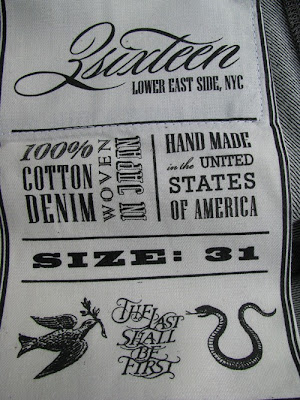 3sixteen
LOWER EAST SIDE, NYC
100%
COTTON
DENIM
WOVEN
IN JAPAN
HAND MADE
in the UNITED
STATES
OF AMERICA
SIZE: 31
THE
LAST
SHALL
BE
FIRST